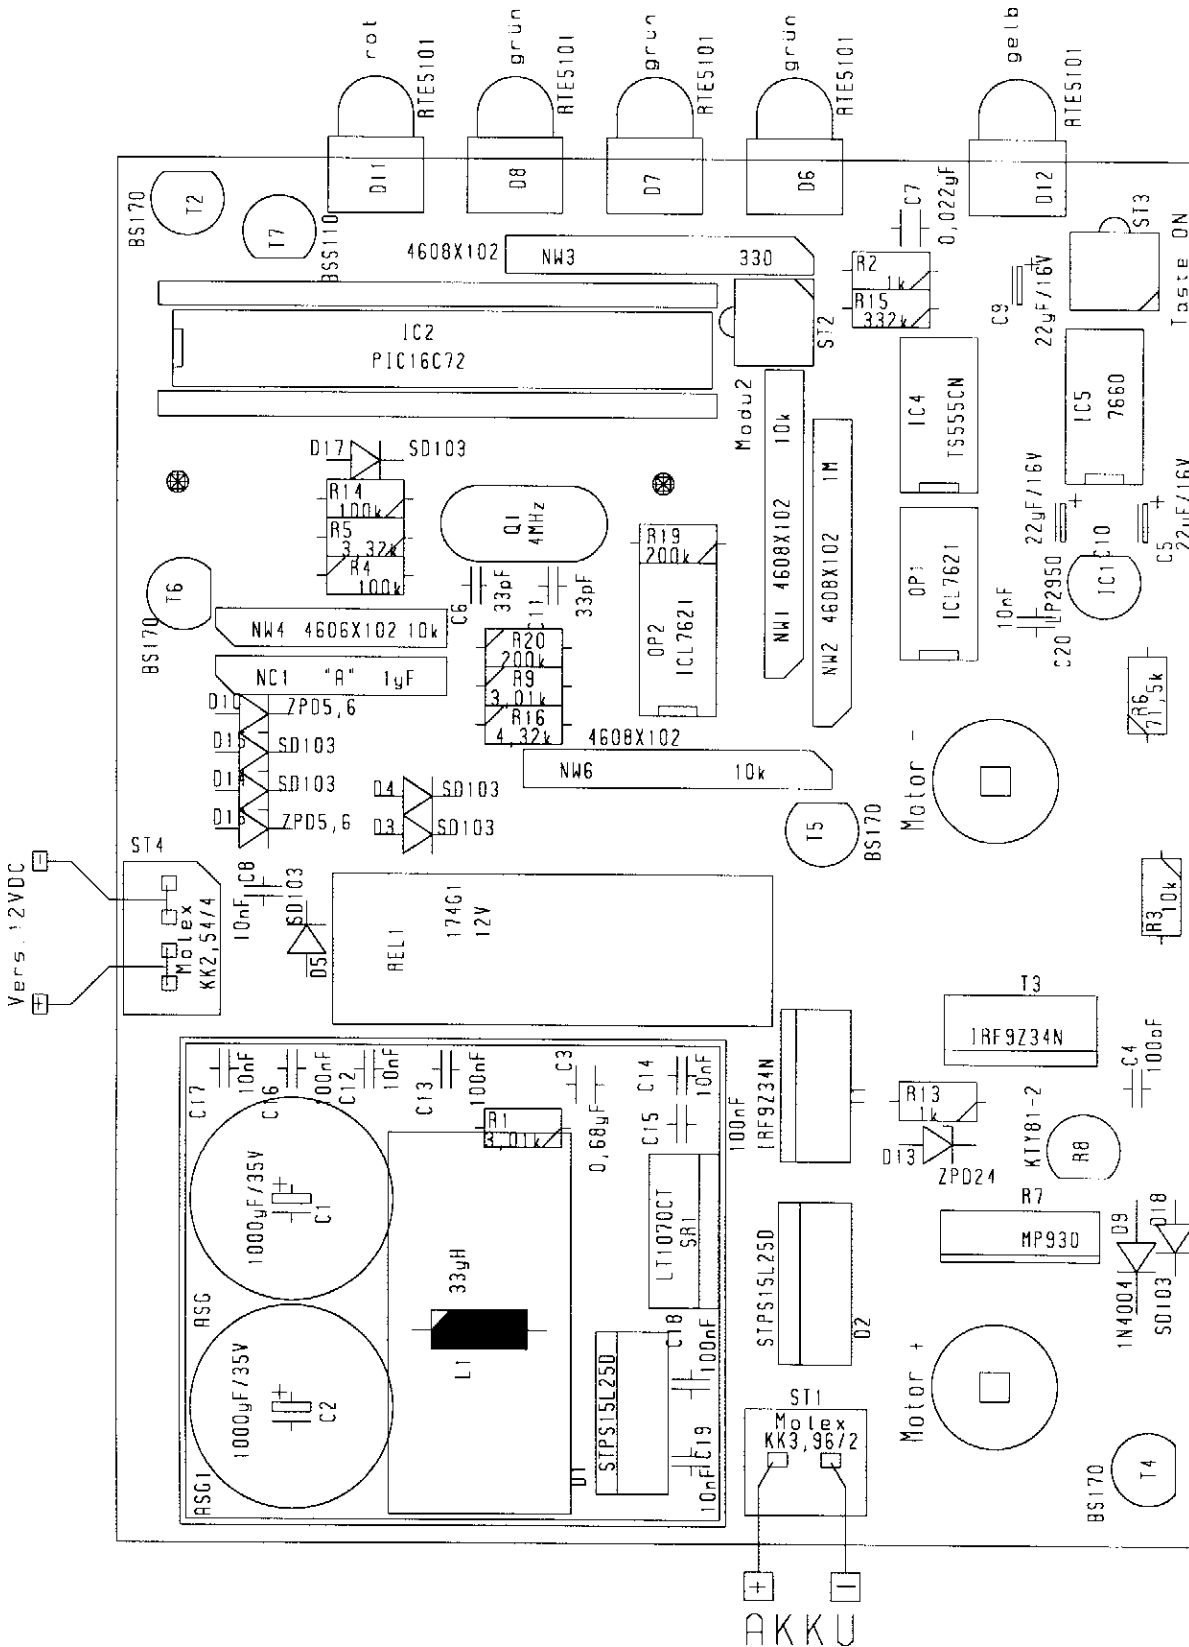 rot
grün
grün
grün
gelb
RTE5101
RTE5101
RTE5101
RTE5101
RTE5101
D11
D8
D7
D6
D12
BS170
T2
T7
BSS110
4608X102
NW3
330
C7
0,022µF
R2
1k
R15
332k
ST3
Taste ON
C9
22µF/16V
IC2
PIC16C72
ST2
Modu2
IC4
TS555CN
IC5
7660
D17
SD103
R14
100k
R5
3,32k
R4
100k
Q1
4MHz
C6
33pF
C11
33pF
R19
200k
OP2
ICL7621
NW1 4608X102
10k
NW2 4608X102
1M
OP1
ICL7621
22µF/16V
C10
C5
22µF/16V
IC1
LP2950
10nF
C20
T6
BS170
NW4 4606X102 10k
NC1 "A" 1µF
R20
200k
R9
3,01k
R16
4,32k
4608X102
NW6
10k
D10
ZPD5,6
D15
SD103
D14
SD103
D16
ZPD5,6
D4
SD103
D3
SD103
T5
BS170
Motor -
R6
71,5k
R3
10k
Vers.12VDC
-
+
ST4
Molex
KK2,54/4
C8
10nF
SD103
D5
REL1
174G1
12V
T3
IRF9Z34N
IRF9Z34N
C4
100pF
R13
1k
D13
ZPD24
KTY81-2
R8
R7
MP930
D9
1N4004
D18
SD103
C17
10nF
C16
100nF
C12
10nF
C13
100nF
C3
0,68µF
C14
10nF
C15
100nF
R1
3,01k
1000µF/35V
+
C1
ASG
1000µF/35V
+
C2
ASG1
33µH
L1
LT1070CT
SR1
STPS15L25D
D1
C18
100nF
C19
10nF
STPS15L25D
D2
ST1
Molex
KK3,96/2
Motor +
BS170
T4
+
-
AKKU